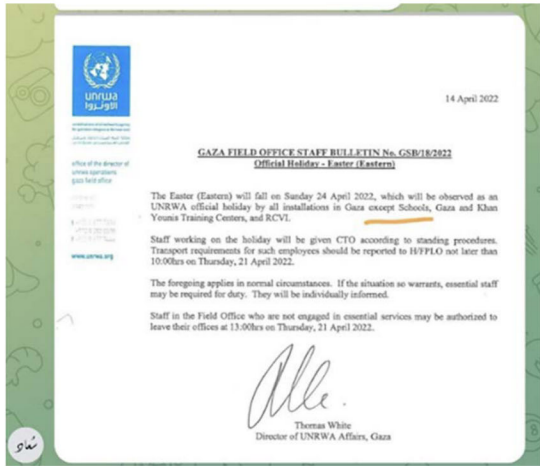 unrwa
الأونروا
14 April 2022
GAZA FIELD OFFICE STAFF BULLETIN No. GSB/18/2022
Official Holiday - Easter (Eastern)
office of the director of
unrwa operations
gaza field office
The Easter (Eastern) will fall on Sunday 24 April 2022, which will be observed as an
UNRWA official holiday by all installations in Gaza except Schools, Gaza and Khan
Younis Training Centers, and RCVI.
Staff working on the holiday will be given CTO according to standing procedures.
Transport requirements for such employees should be reported to H/FPLO not later than
10:00hrs on Thursday, 21 April 2022.
www.unrwa.org
The foregoing applies in normal circumstances. If the situation so warrants, essential staff
may be required for duty. They will be individually informed.
Staff in the Field Office who are not engaged in essential services may be authorized to
leave their offices at 13:00hrs on Thursday, 21 April 2022.
Thomas White
Director of UNRWA Affairs, Gaza